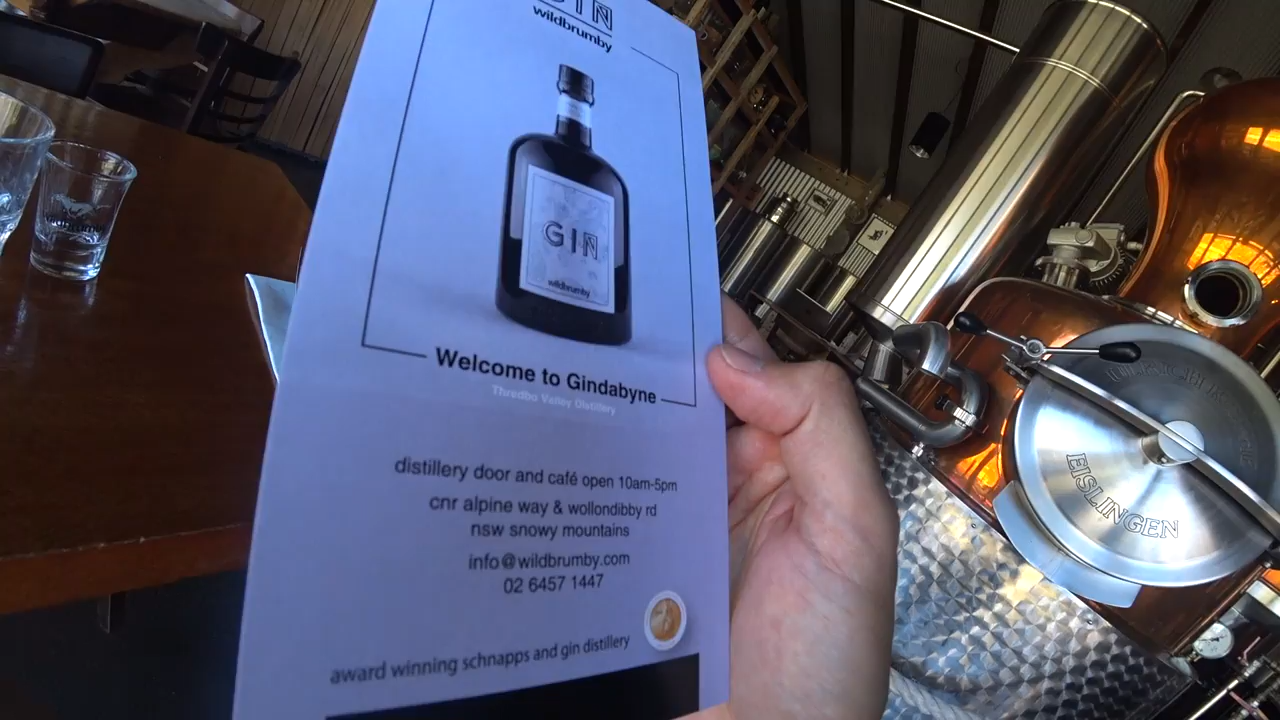 GIN
wildbrumby
GIN
wildbrumby
Welcome to Gindabyne
Thredbo Valley Distillery
distillery door and café open 10am-5pm
cnr alpine way & wollondibby rd
nsw snowy mountains
info@wildbrumby.com
02 6457 1447
award winning schnapps and gin distillery
wildbrumby
EISLINGEN